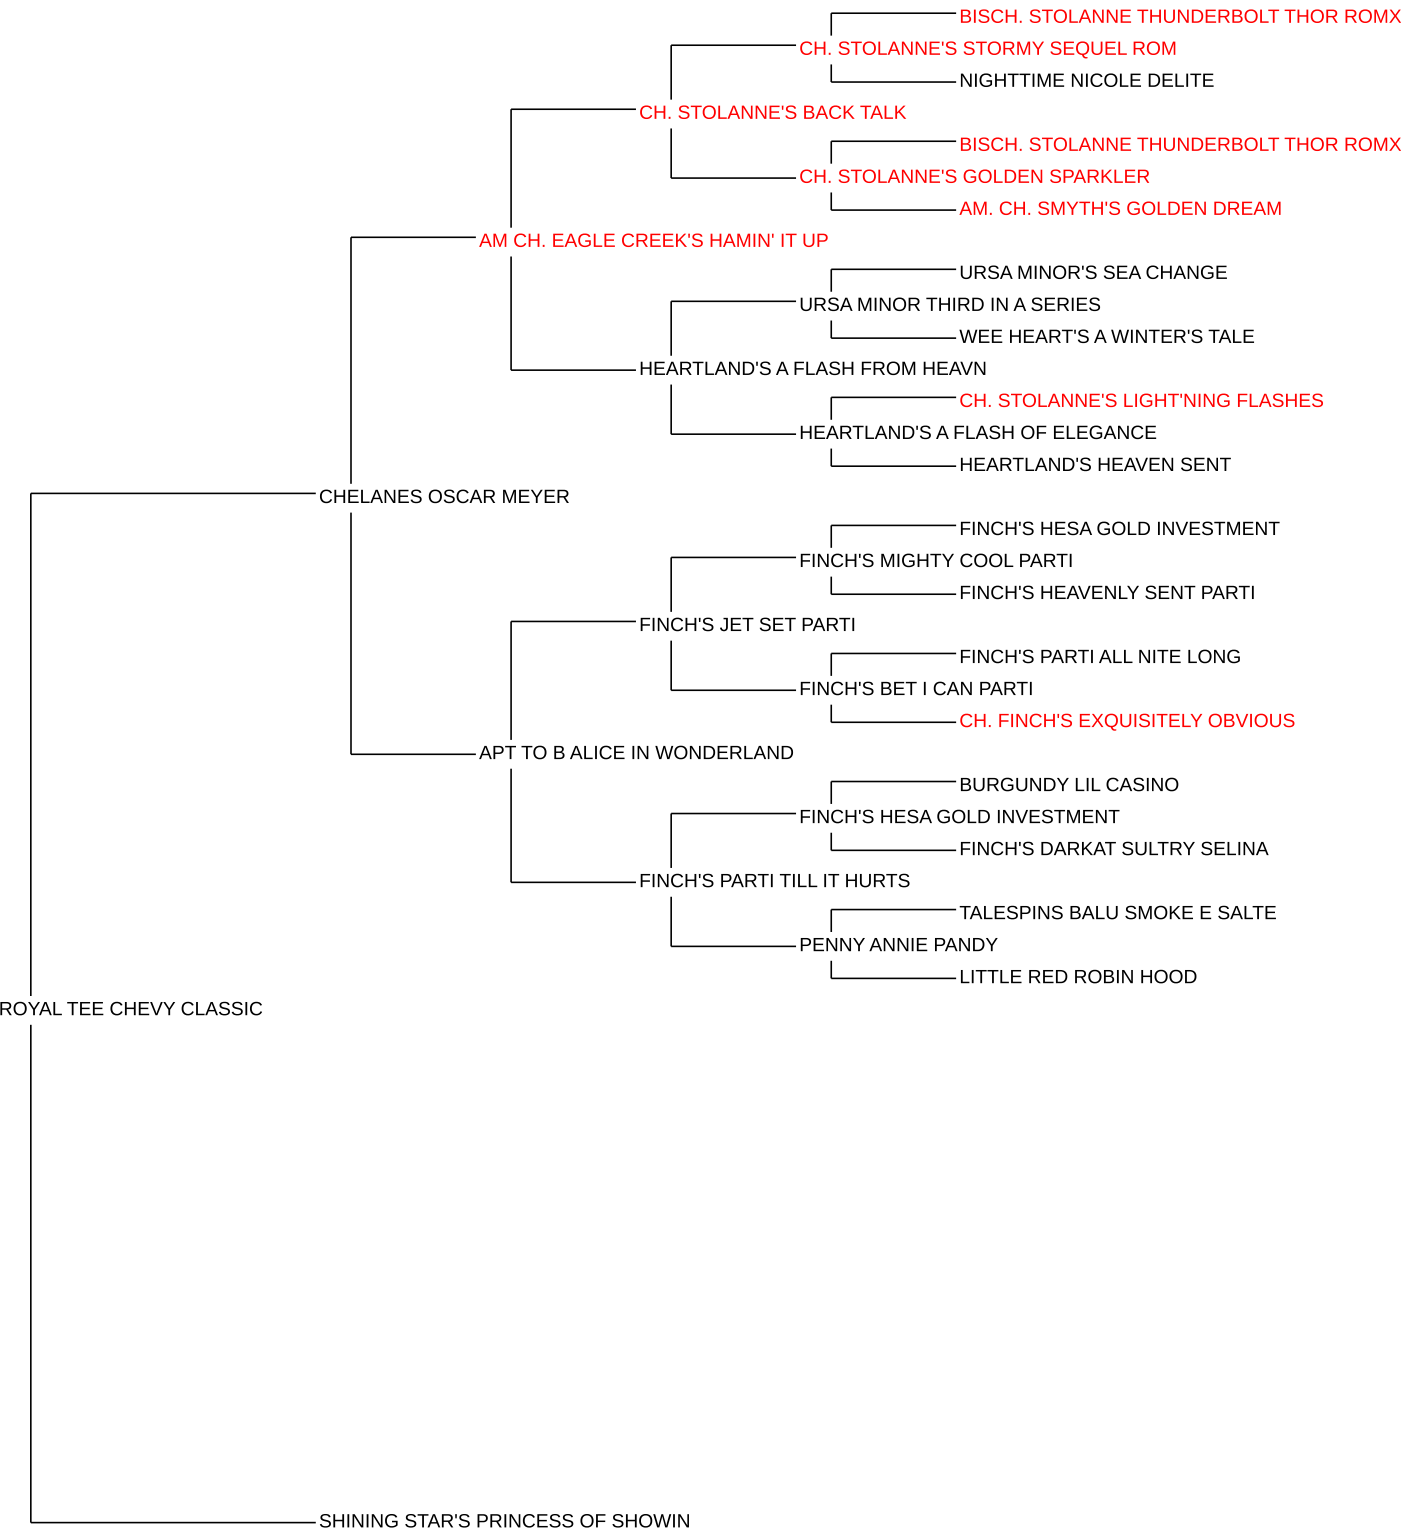 BISCH. STOLANNE THUNDERBOLT THOR ROMX
CH. STOLANNE'S STORMY SEQUEL ROM
NIGHTTIME NICOLE DELITE
CH. STOLANNE'S BACK TALK
BISCH. STOLANNE THUNDERBOLT THOR ROMX
CH. STOLANNE'S GOLDEN SPARKLER
AM. CH. SMYTH'S GOLDEN DREAM
AM CH. EAGLE CREEK'S HAMIN' IT UP
URSA MINOR'S SEA CHANGE
URSA MINOR THIRD IN A SERIES
WEE HEART'S A WINTER'S TALE
HEARTLAND'S A FLASH FROM HEAVN
CH. STOLANNE'S LIGHT'NING FLASHES
HEARTLAND'S A FLASH OF ELEGANCE
HEARTLAND'S HEAVEN SENT
CHELANES OSCAR MEYER
FINCH'S HESA GOLD INVESTMENT
FINCH'S MIGHTY COOL PARTI
FINCH'S HEAVENLY SENT PARTI
FINCH'S JET SET PARTI
FINCH'S PARTI ALL NITE LONG
FINCH'S BET I CAN PARTI
CH. FINCH'S EXQUISITELY OBVIOUS
APT TO B ALICE IN WONDERLAND
BURGUNDY LIL CASINO
FINCH'S HESA GOLD INVESTMENT
FINCH'S DARKAT SULTRY SELINA
FINCH'S PARTI TILL IT HURTS
TALESPINS BALU SMOKE E SALTE
PENNY ANNIE PANDY
LITTLE RED ROBIN HOOD
ROYAL TEE CHEVY CLASSIC
SHINING STAR'S PRINCESS OF SHOWIN